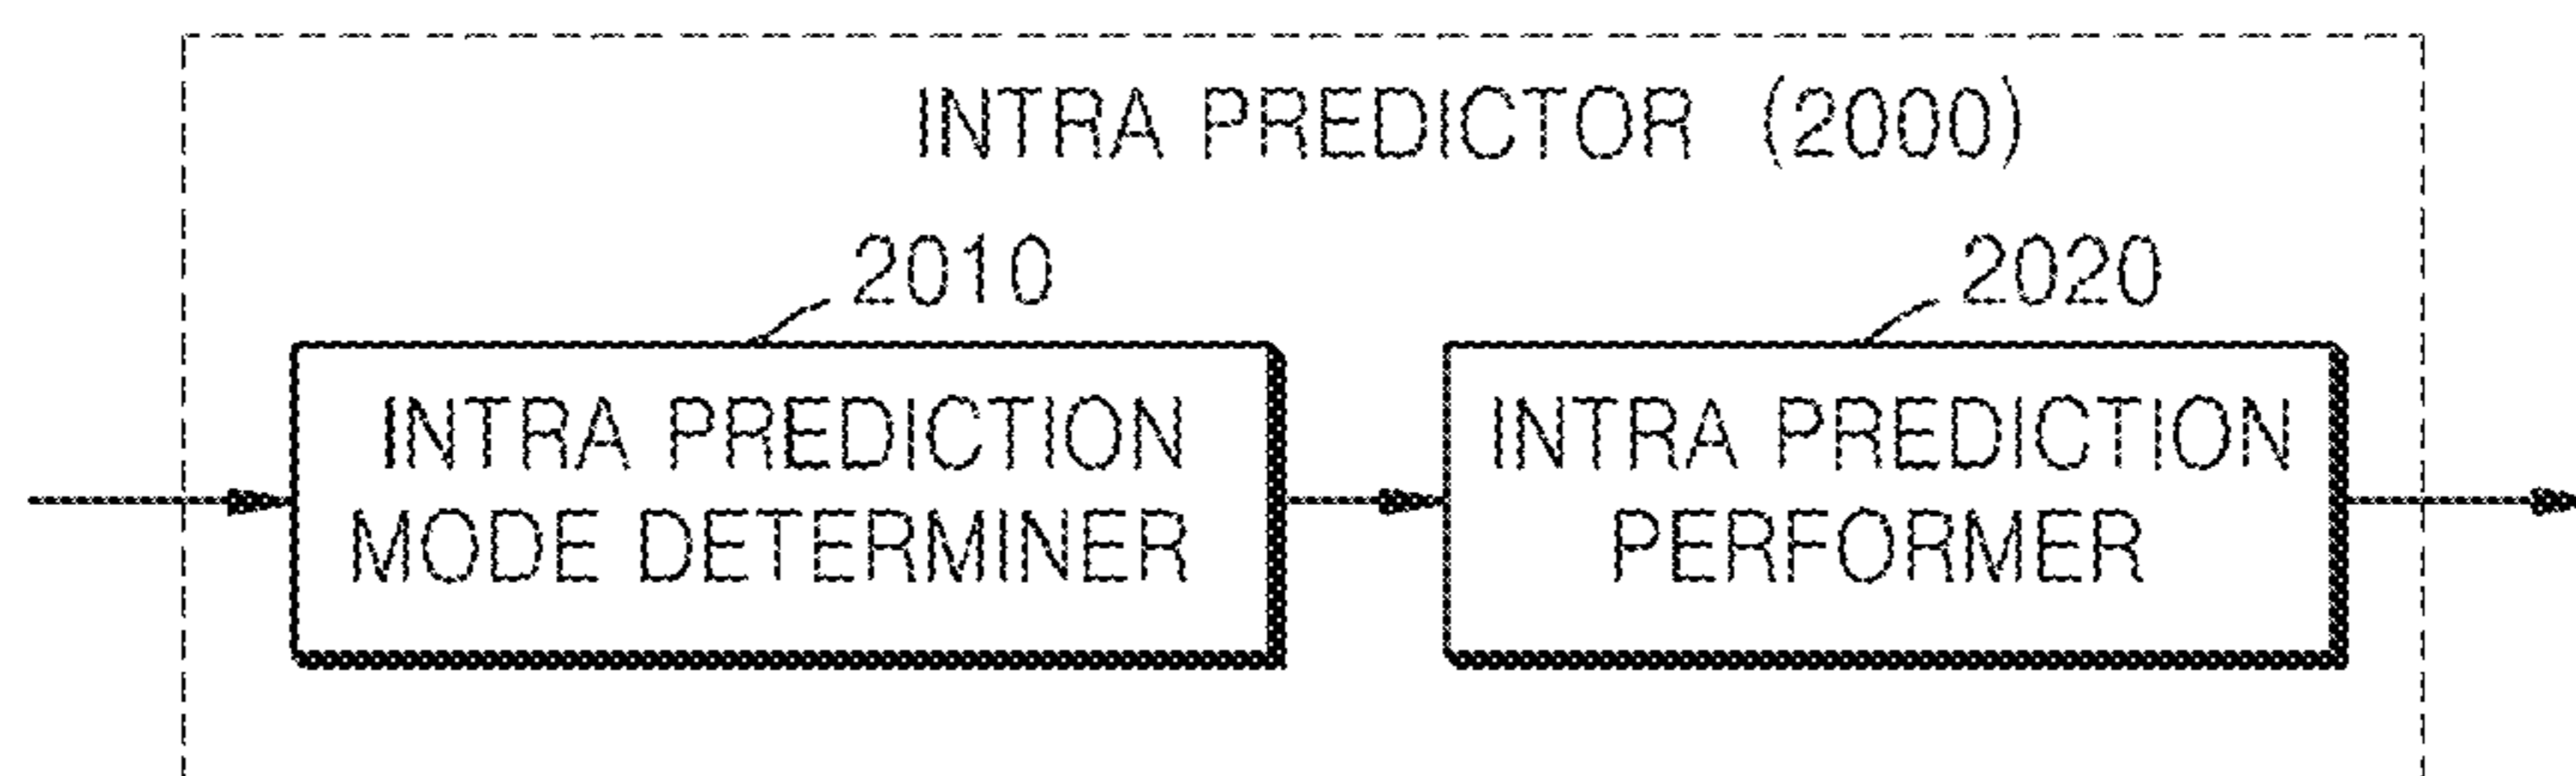 INTRA PREDICTOR (2000)
2010
2020
INTRA PREDICTION
MODE DETERMINER
INTRA PREDICTION
PERFORMER